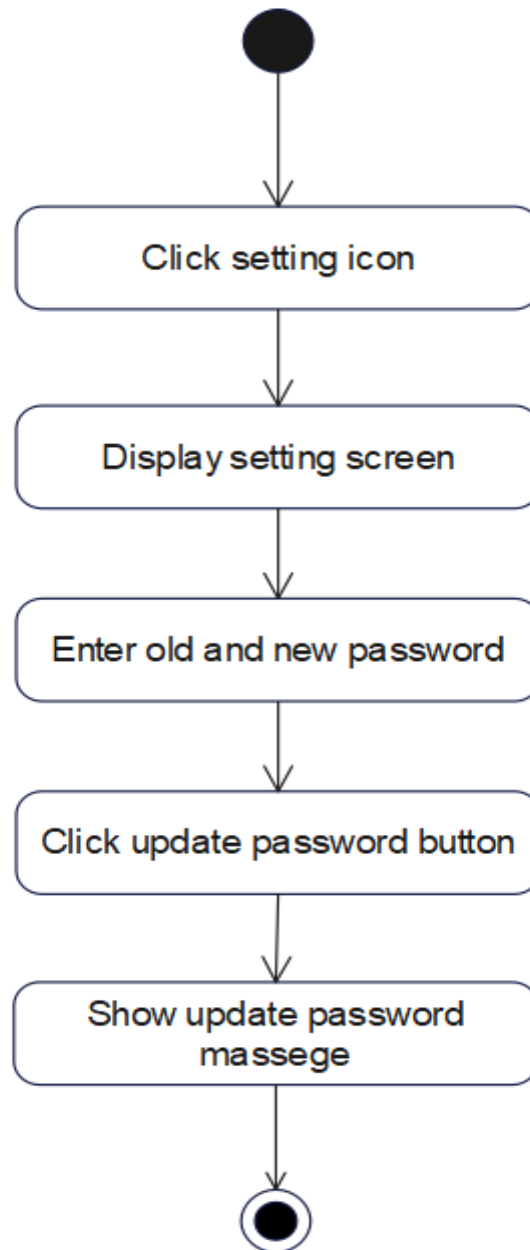 Click setting icon
Display setting screen
Enter old and new password
Click update password button
Show update password
massege